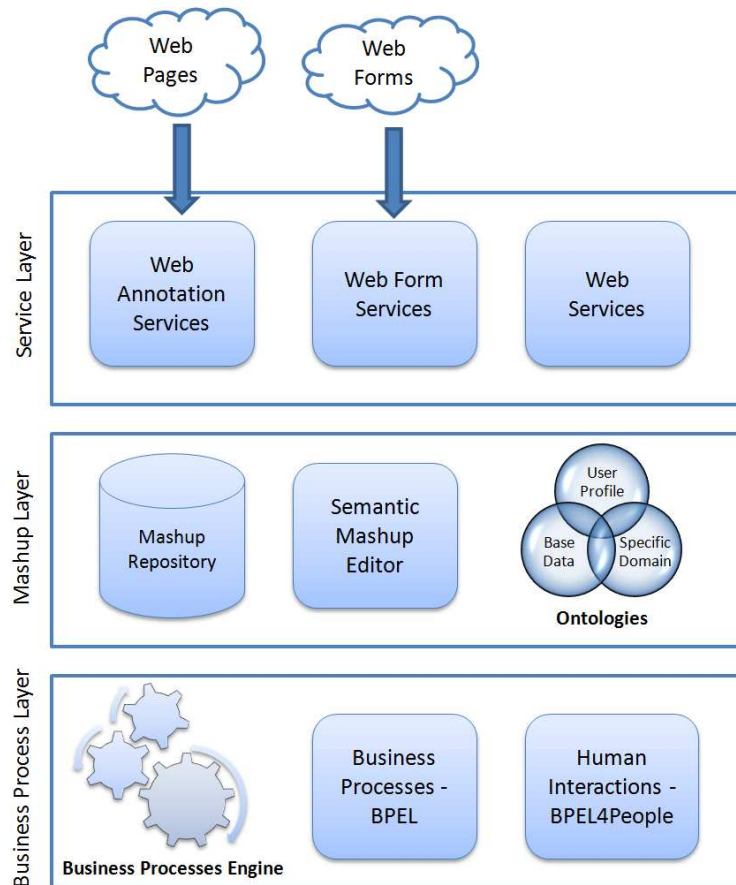 Web
Pages
Web
Forms
Service Layer
Web
Annotation
Services
Web Form
Services
Web
Services
Mashup Layer
Mashup
Repository
Semantic
Mashup
Editor
User
Profile
Base
Data
Specific
Domain
Ontologies
Business Process Layer
Business Processes Engine
Business
Processes -
BPEL
Human
Interactions -
BPEL4People